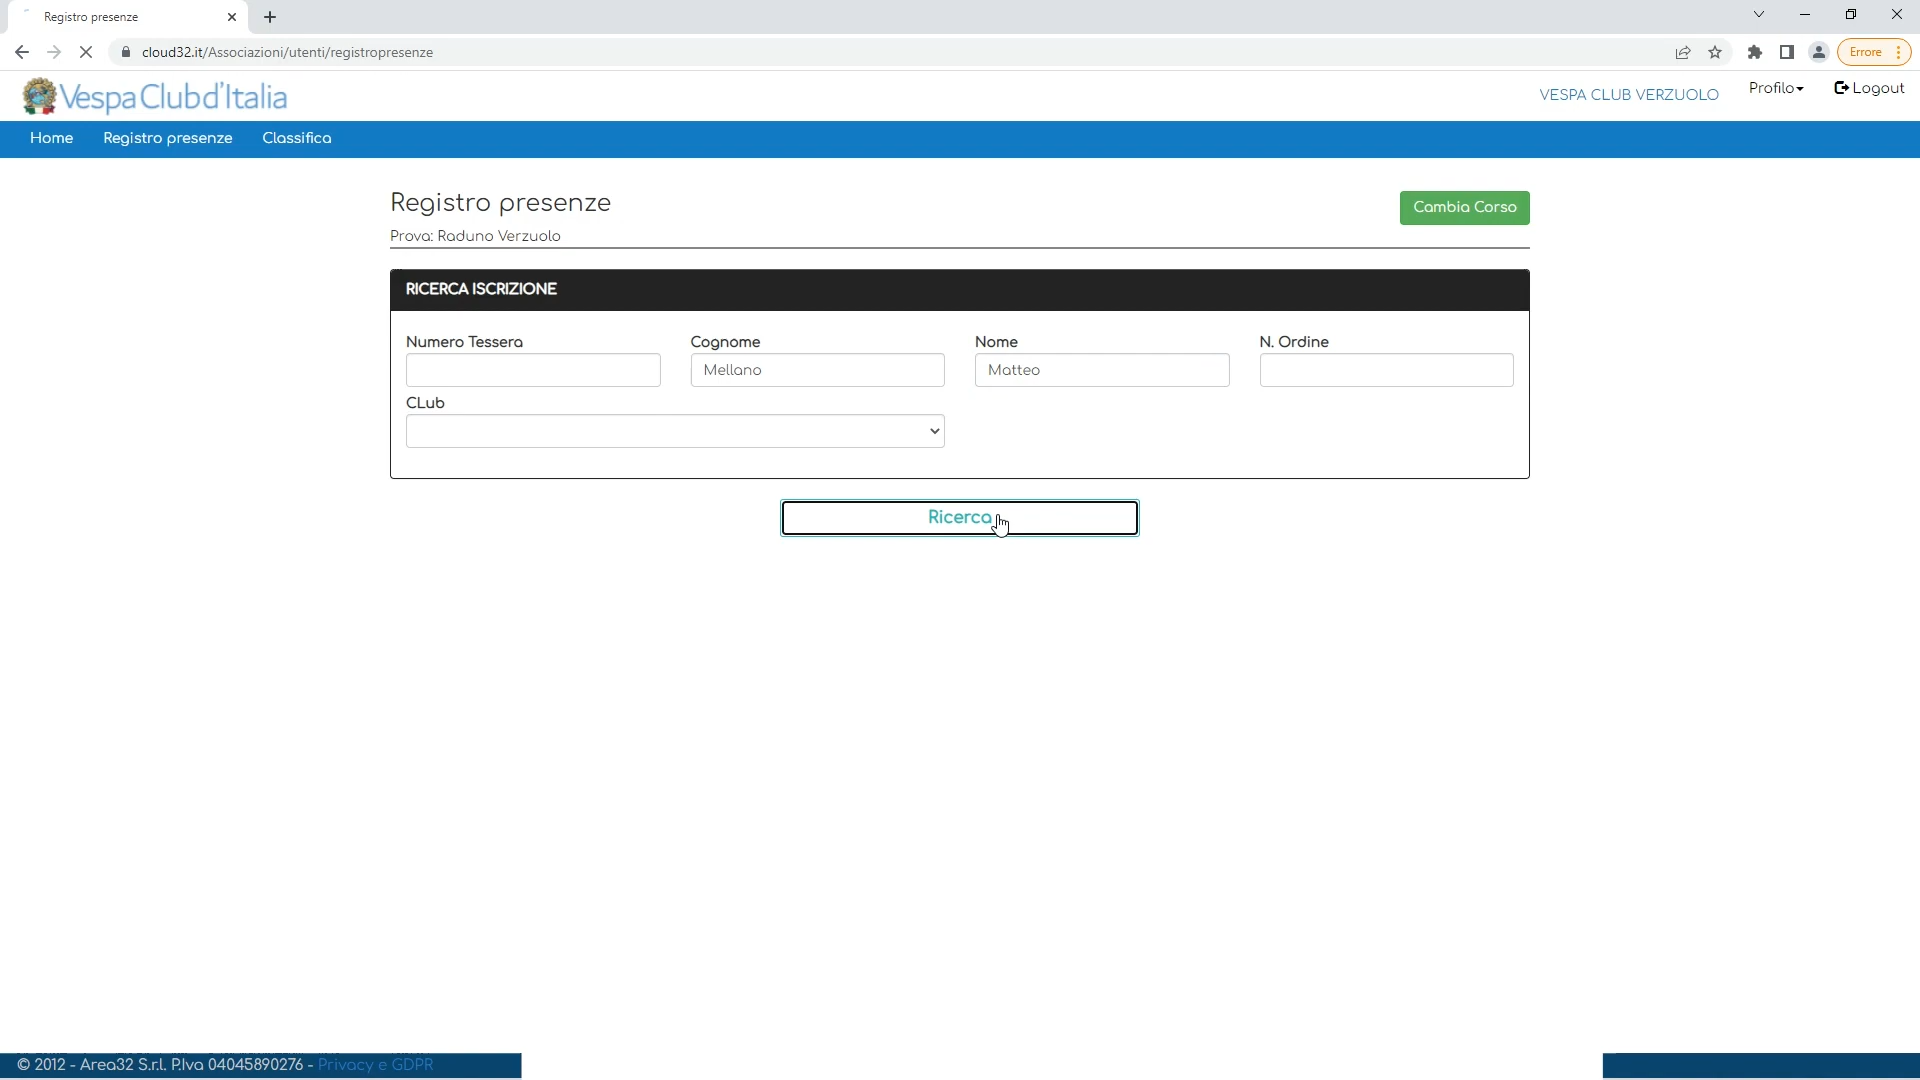 Registro presenze
cloud32.it/Associazioni/utenti/registropresenze
Errore
VespaClubd'Italia
VESPA CLUB VERZUOLO
Profilo
Logout
Home Registro presenze Classifica
Registro presenze
Cambia Corso
Prova: Raduno Verzuolo
RICERCA ISCRIZIONE
Numero Tessera Cognome Nome N. Ordine
Mellano Matteo
CLub
Ricerca
© 2012 - Area32 S.r.l. P.Iva 04045890276 - Privacy e GDPR